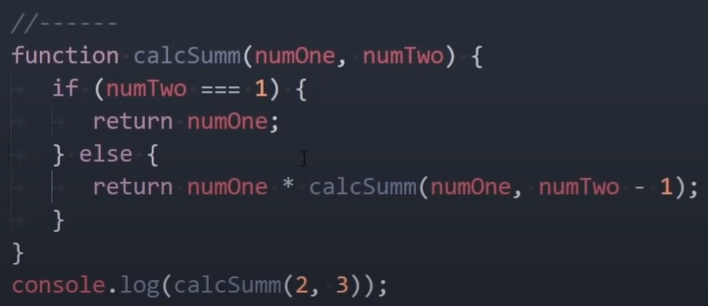 //------
function calcSumm(numOne, numTwo) {
if (numTwo === 1) {
return numOne;
} else {
return numOne * calcSumm(numOne, numTwo - 1);
}
}
console.log(calcSumm(2, 3));